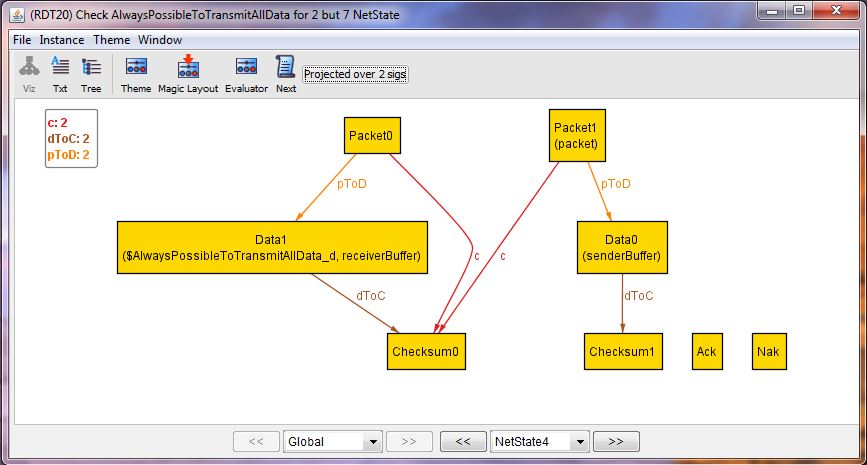 (RDT20) Check AlwaysPossibleToTransmitAllData for 2 but 7 NetState
File Instance Theme Window
Viz Txt Tree Theme Magic Layout Evaluator Next Projected over 2 sigs
c: 2
dToC: 2
pToD: 2
Packet0
Packet1
(packet)
pToD
pToD
Data1
($AlwaysPossibleToTransmitAllData_d, receiverBuffer)
c
c
Data0
(senderBuffer)
dToC
dToC
Checksum0
Checksum1
Ack
Nak
<< Global >> << NetState4 >>